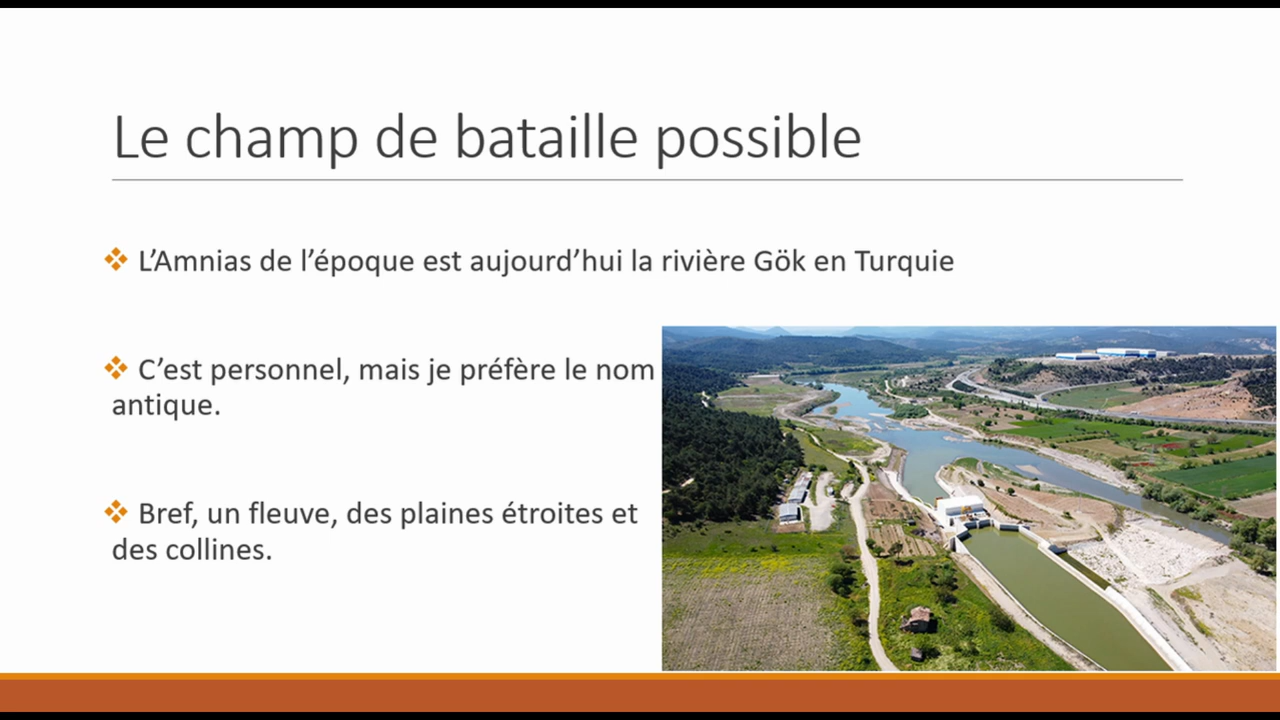 Le champ de bataille possible
L’Amnias de l’époque est aujourd’hui la rivière Gök en Turquie
C’est personnel, mais je préfère le nom
antique.
Bref, un fleuve, des plaines étroites et
des collines.